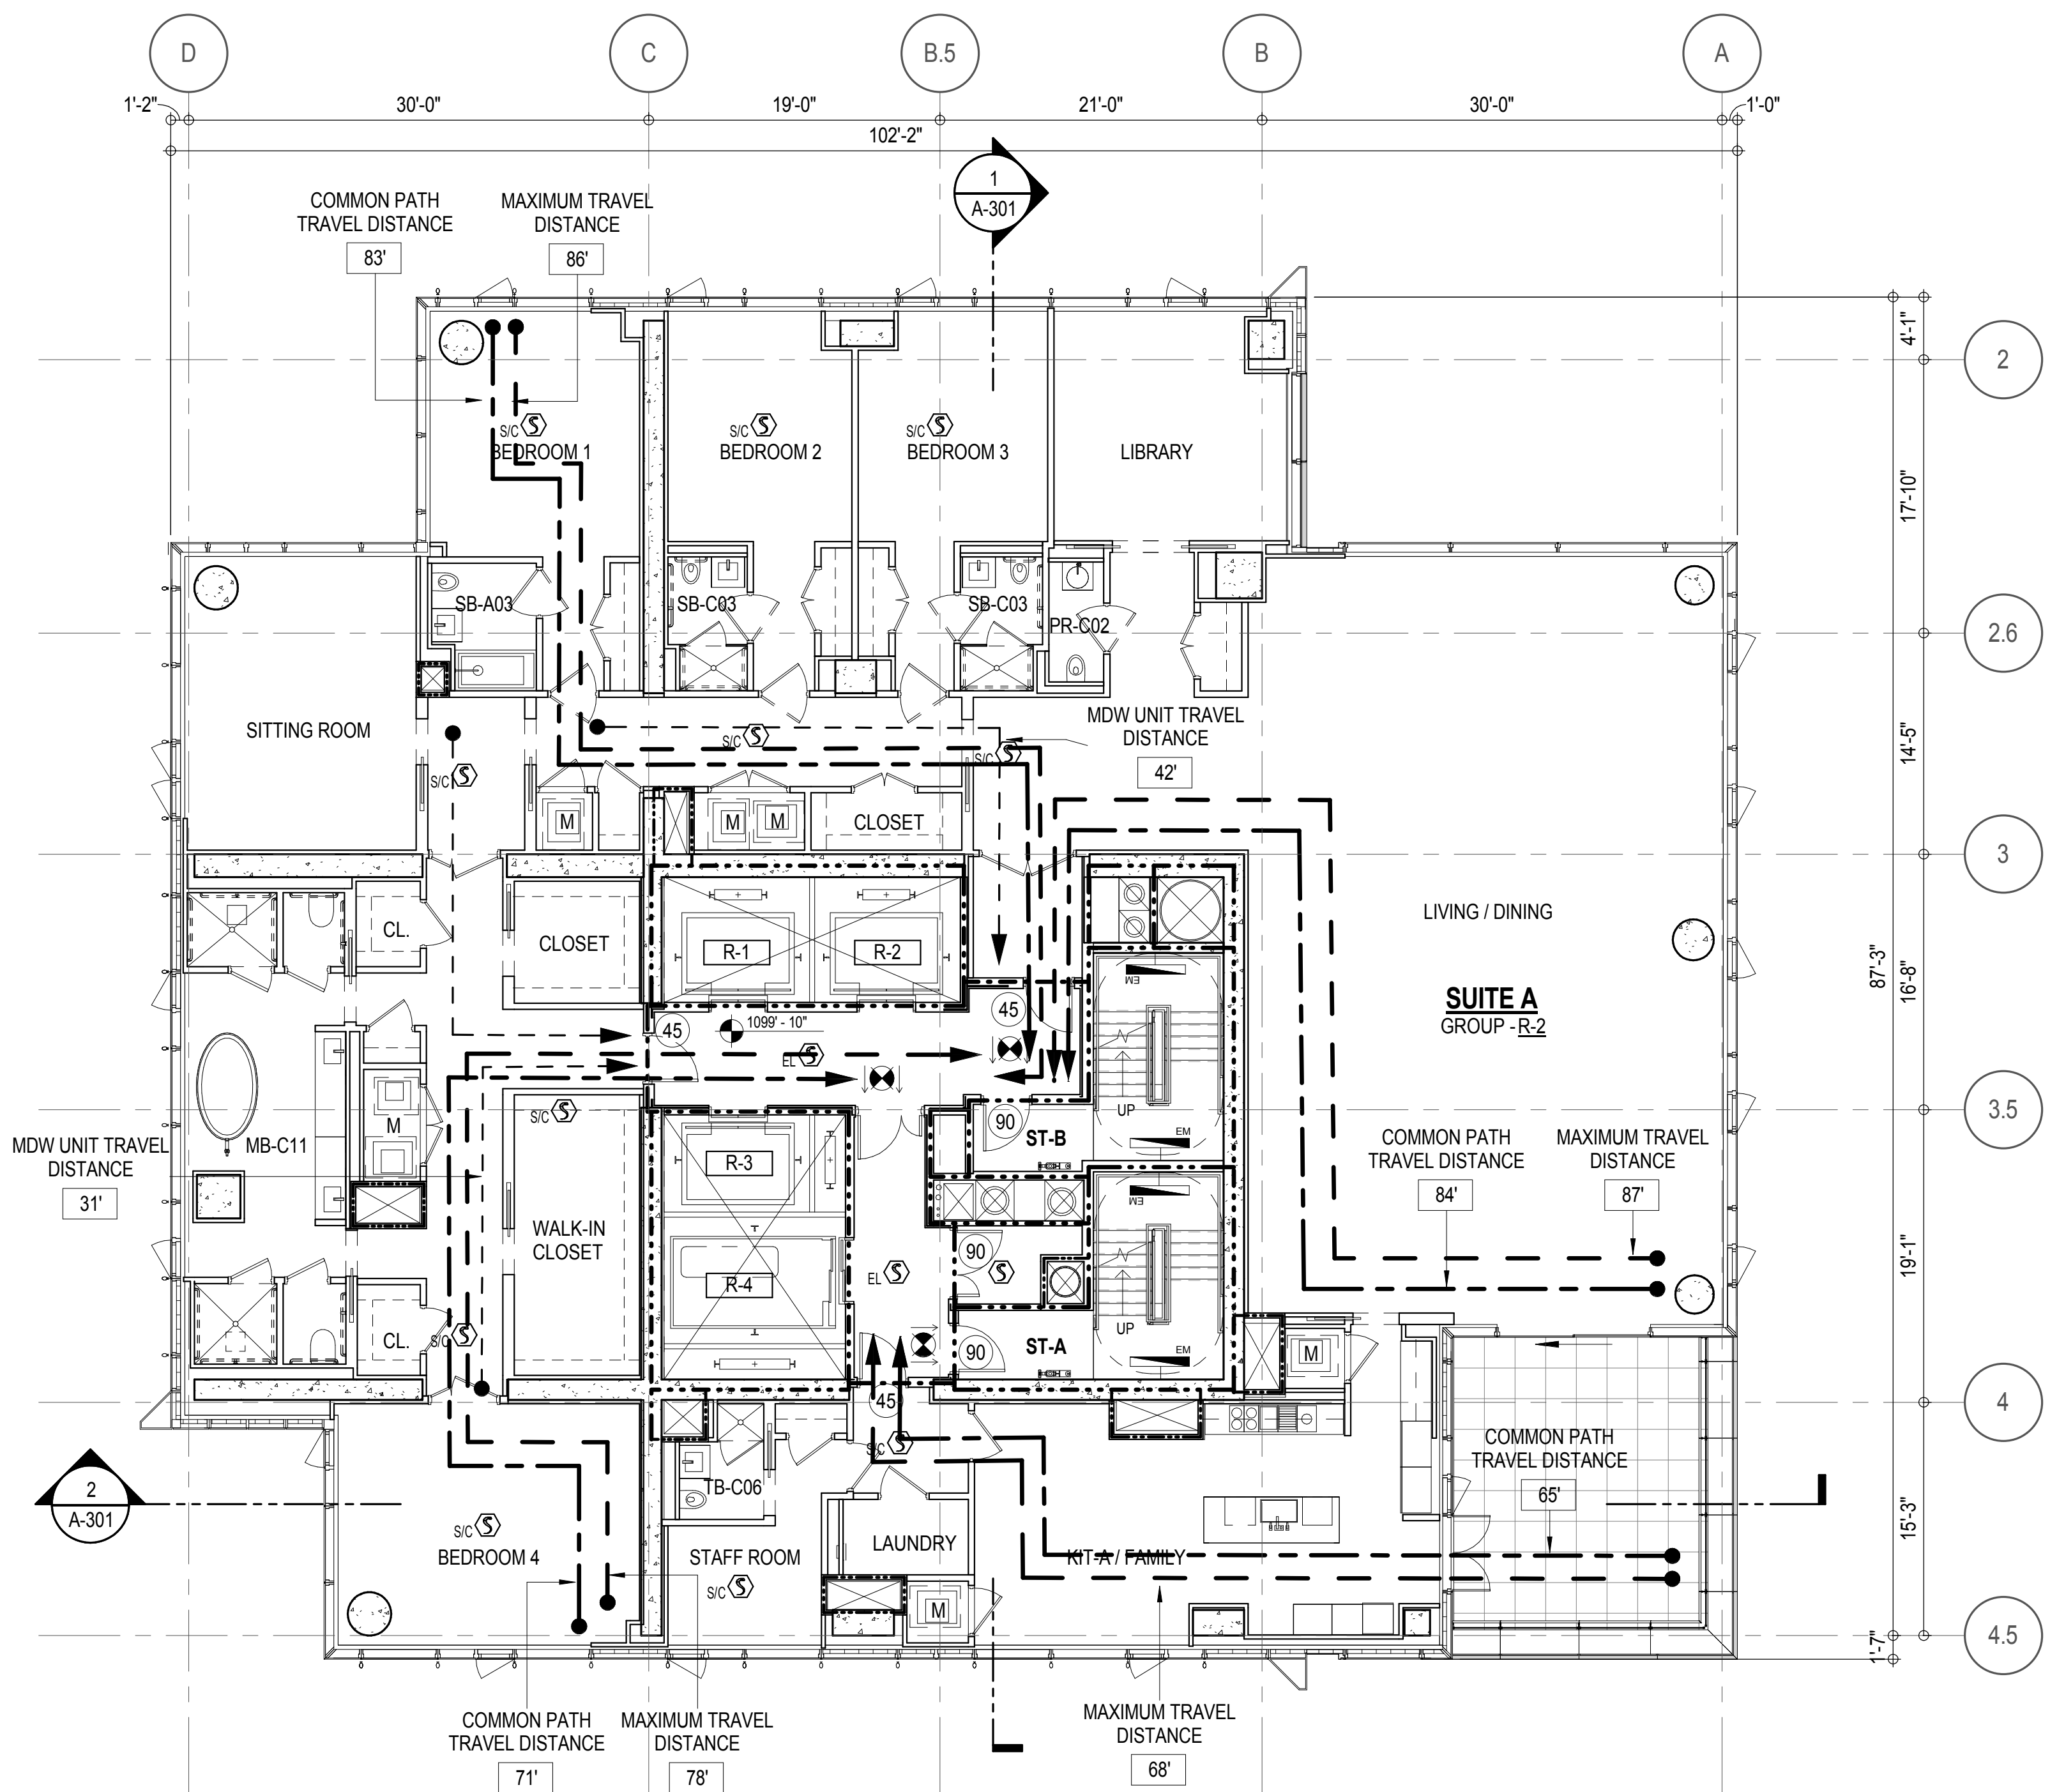 D
C
B.5
B
A
1'-2"
30'-0"
19'-0"
21'-0"
30'-0"
1'-0"
102'-2"
COMMON PATH
TRAVEL DISTANCE
83'
MAXIMUM TRAVEL
DISTANCE
86'
1
A-301
4'-1"
2
17'-10"
S/C S
BEDROOM 1
S/C S
BEDROOM 2
S/C S
BEDROOM 3
LIBRARY
SB-A03
SB-C03
SB-C03
PR-C02
2.6
SITTING ROOM
MDW UNIT TRAVEL
DISTANCE
42'
S/C S
S/C S
S/C S
14'-5"
M
M
M
CLOSET
3
CL.
CLOSET
R-1
R-2
LIVING / DINING
87'-3"
16'-8"
SUITE A
GROUP - R-2
EM
45
1099' - 10"
45
EL S
UP
S/C S
90
EM
ST-B
3.5
MDW UNIT TRAVEL
DISTANCE
31'
MB-C11
M
R-3
COMMON PATH
TRAVEL DISTANCE
84'
MAXIMUM TRAVEL
DISTANCE
87'
EM
WALK-IN
CLOSET
R-4
EL S
90
S
19'-1"
CL.
S/C S
UP
ST-A
90
EM
M
45
4
S/C S
2
A-301
TB-C06
COMMON PATH
TRAVEL DISTANCE
65'
15'-3"
S/C S
BEDROOM 4
STAFF ROOM
S/C S
LAUNDRY
KIT-A / FAMILY
M
4.5
1'-7"
COMMON PATH
TRAVEL DISTANCE
71'
MAXIMUM TRAVEL
DISTANCE
78'
MAXIMUM TRAVEL
DISTANCE
68'